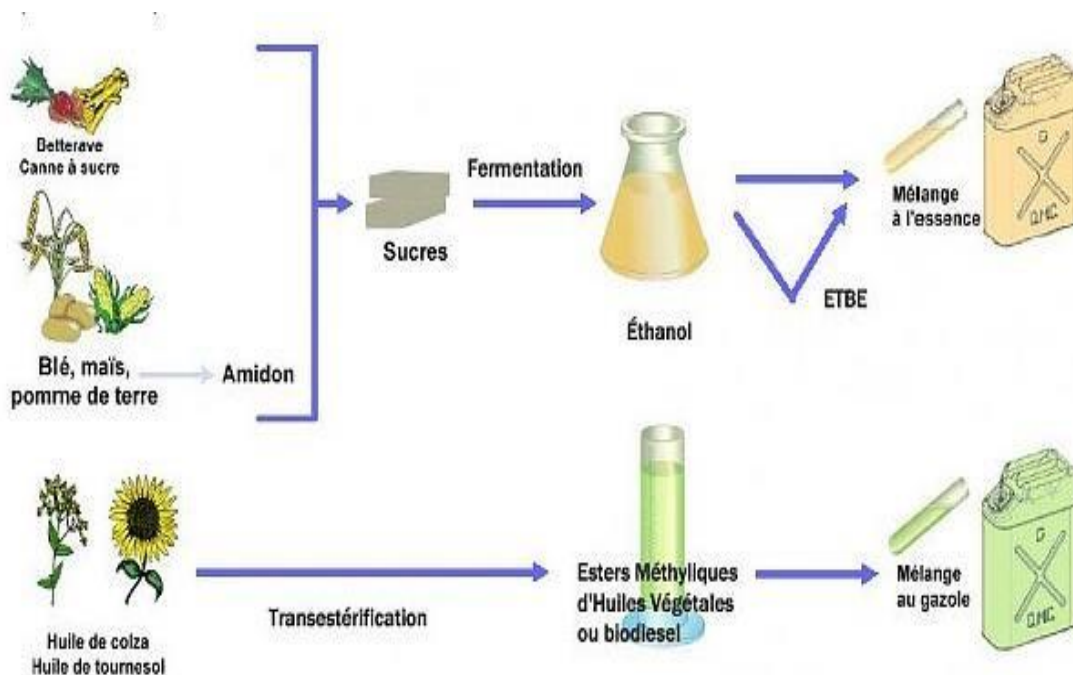 Betterave
Canne à sucre
Blé, maïs,
pomme de terre
Amidon
Sucres
Fermentation
Éthanol
ETBE
Mélange
à l'essence
Huile de colza
Huile de tournesol
Transestérification
Esters Méthyliques
d'Huiles Végétales
ou biodiesel
Mélange
au gazole